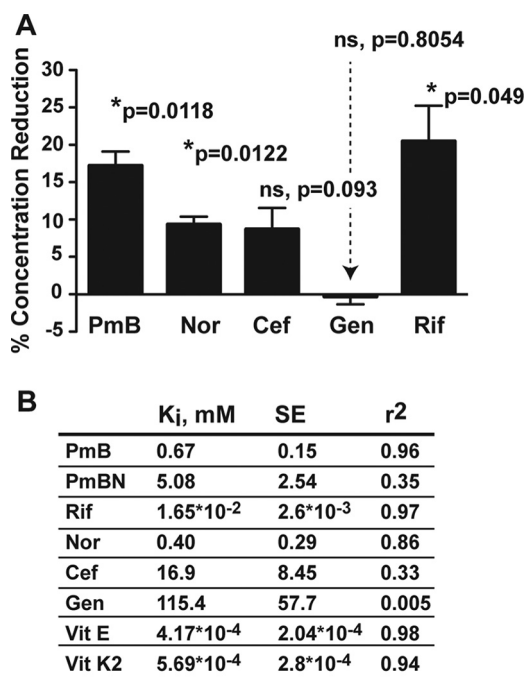 A
ns, p=0.8054
% Concentration Reduction
30
25
20
15
10
5
0
-5
*p=0.0118
*p=0.0122
ns, p=0.093
* p=0.049
PmB Nor Cef Gen Rif
B
Ki, mM SE r2
PmB 0.67 0.15 0.96
PmBN 5.08 2.54 0.35
Rif 1.65*10-2 2.6*10-3 0.97
Nor 0.40 0.29 0.86
Cef 16.9 8.45 0.33
Gen 115.4 57.7 0.005
Vit E 4.17*10-4 2.04*10-4 0.98
Vit K2 5.69*10-4 2.8*10-4 0.94